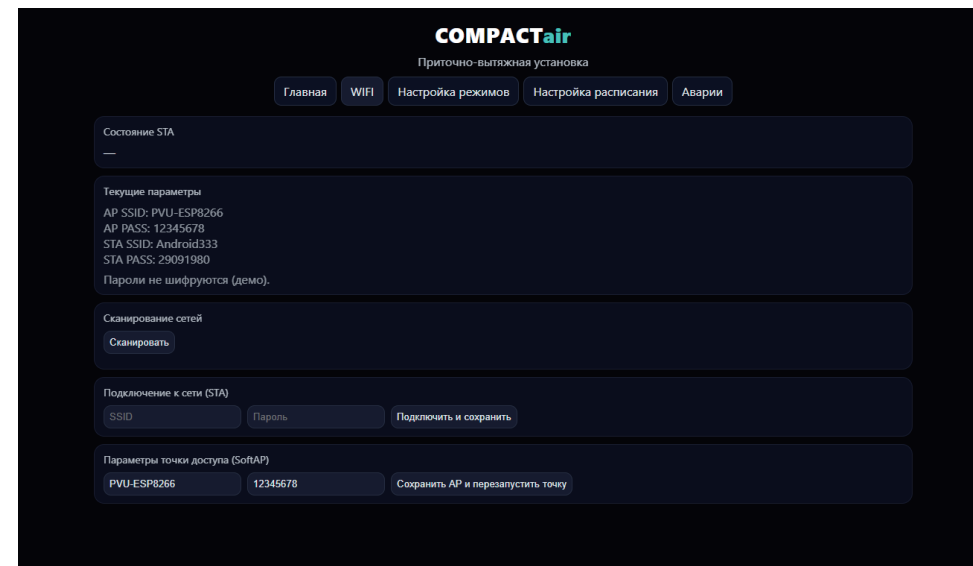 COMPACTair
Приточно-вытяжная установка
Главная WIFI Настройка режимов Настройка расписания Аварии
Состояние STA
—
Текущие параметры
AP SSID: PVU-ESP8266
AP PASS: 12345678
STA SSID: Android333
STA PASS: 29091980
Пароли не шифруются (демо).
Сканирование сетей
Сканировать
Подключение к сети (STA)
SSID Пароль Подключить и сохранить
Параметры точки доступа (SoftAP)
PVU-ESP8266 12345678 Сохранить AP и перезапустить точку